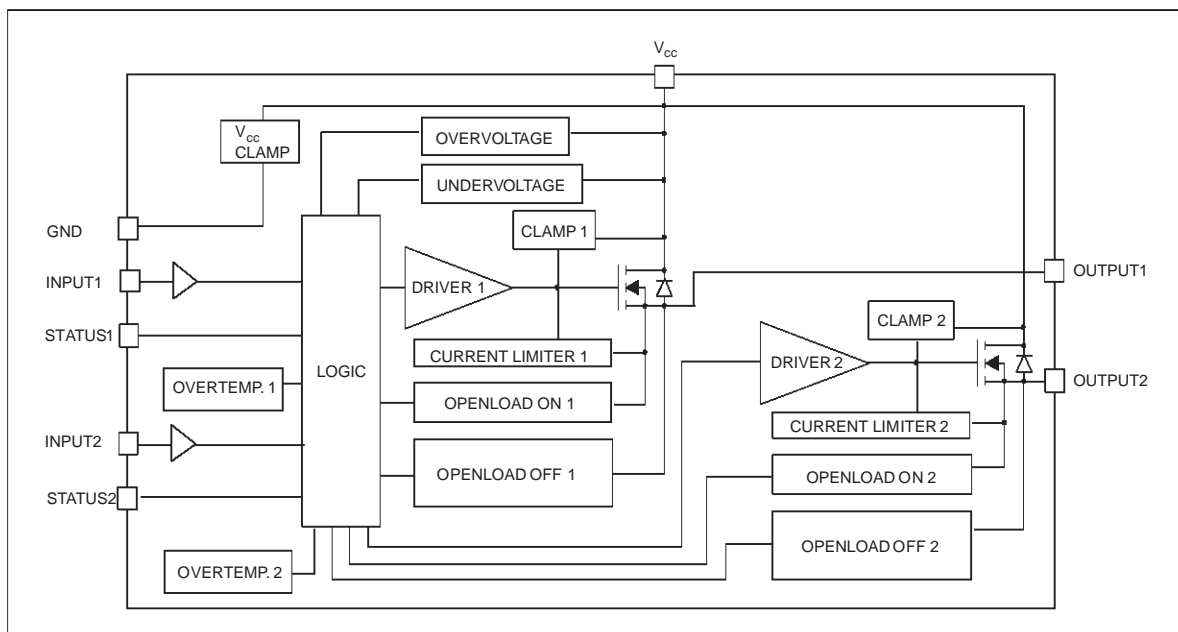 Vcc
Vcc
CLAMP
OVERVOLTAGE
UNDERVOLTAGE
GND
CLAMP 1
INPUT1
DRIVER 1
OUTPUT1
STATUS1
CLAMP 2
CURRENT LIMITER 1
LOGIC
DRIVER 2
OVERTEMP. 1
OUTPUT2
OPENLOAD ON 1
CURRENT LIMITER 2
INPUT2
OPENLOAD OFF 1
OPENLOAD ON 2
STATUS2
OPENLOAD OFF 2
OVERTEMP. 2